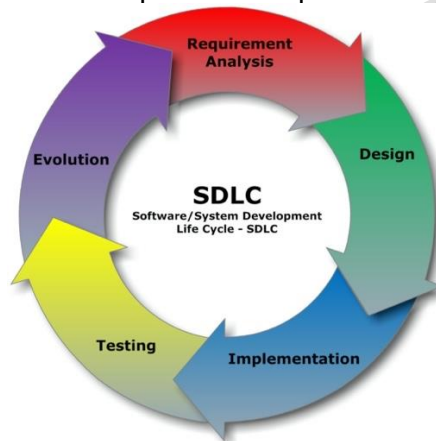 Requirement
Analysis
Design
Evolution
SDLC
Software/System Development
Life Cycle - SDLC
Testing
Implementation